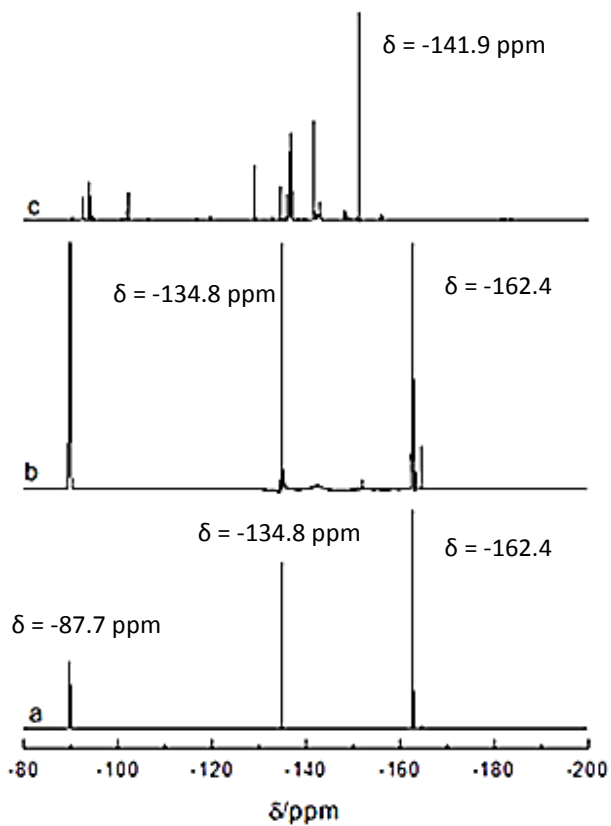 δ = -141.9 ppm
c
δ = -134.8 ppm
δ = -162.4
b
δ = -134.8 ppm
δ = -162.4
δ = -87.7 ppm
a
-80 -100 -120 -140 -160 -180 -200
δ/ppm